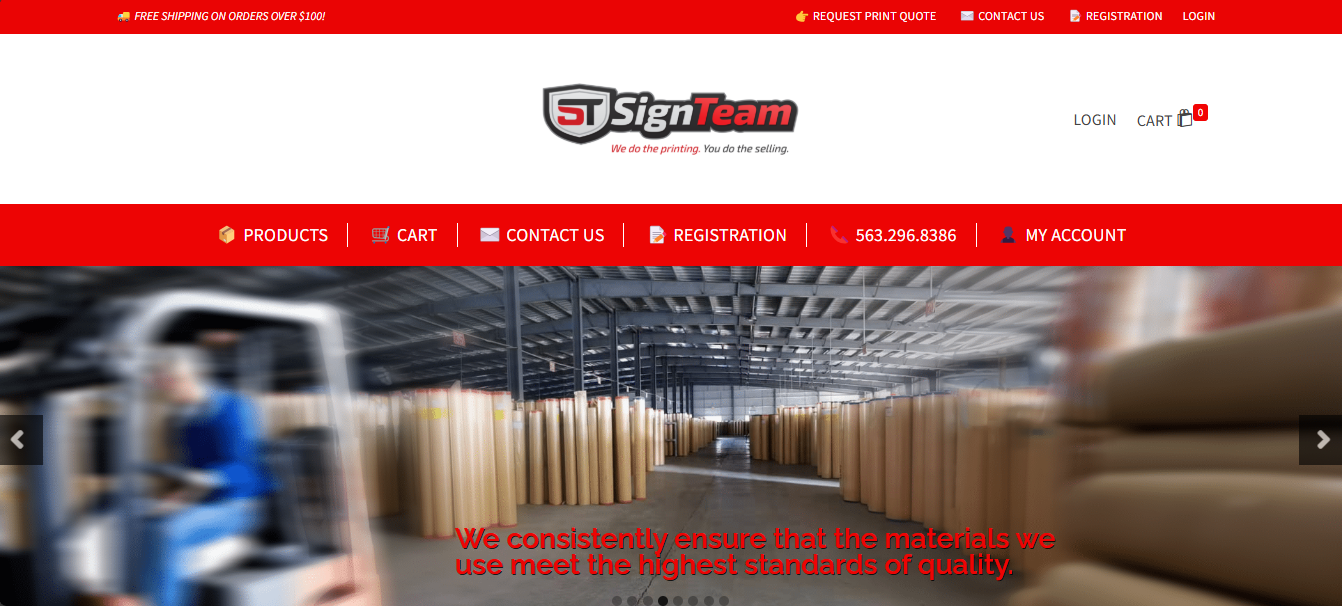 FREE SHIPPING ON ORDERS OVER $100!
REQUEST PRINT QUOTE
CONTACT US
REGISTRATION
LOGIN
ST SignTeam
We do the printing. You do the selling.
LOGIN
CART
0
PRODUCTS
CART
CONTACT US
REGISTRATION
563.296.8386
MY ACCOUNT
We consistently ensure that the materials we
use meet the highest standards of quality.